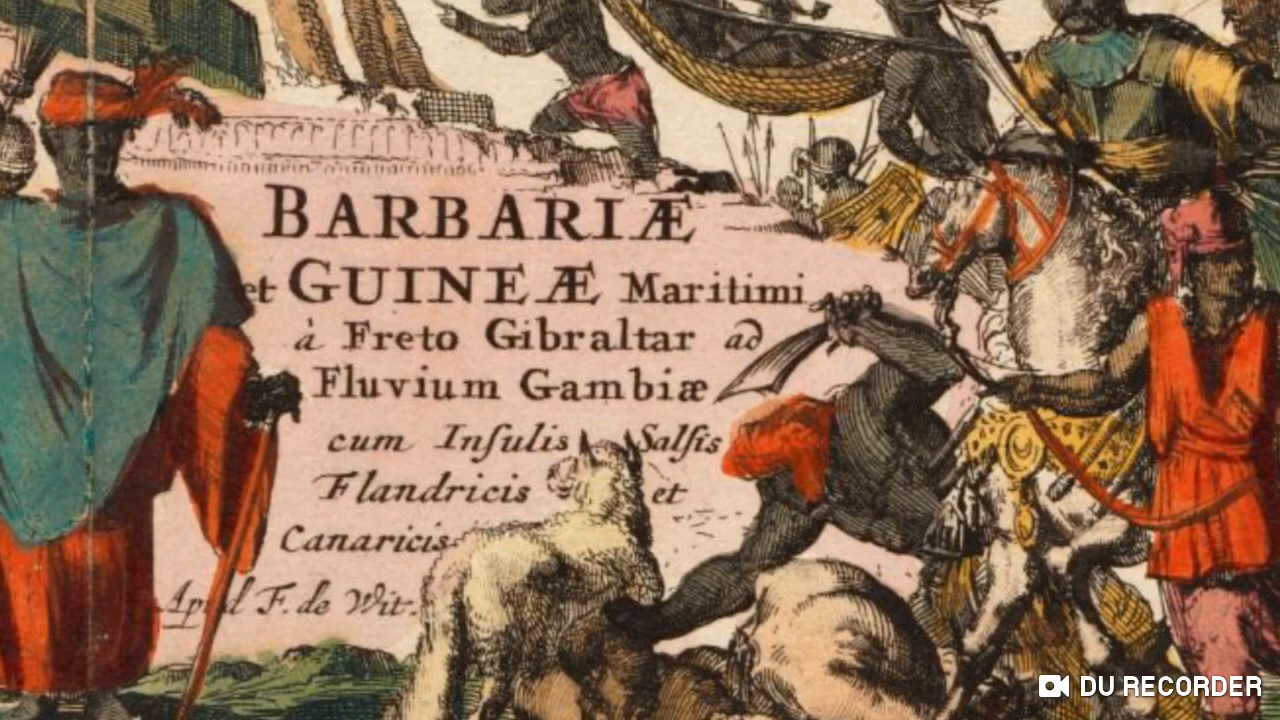 BARBARIÆ
et GUINEÆ Maritimi
à Freto Gibraltar ad
Fluvium Gambiæ
cum Inſulis Salſis
Flandricis et
Canaricis
Apud F. de Wit.
DU RECORDER